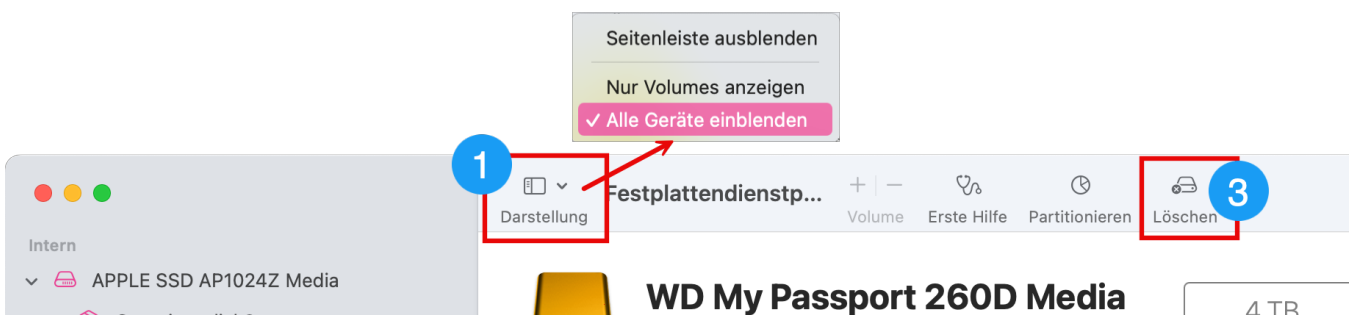 Seitenleiste ausblenden
Nur Volumes anzeigen
✓ Alle Geräte einblenden
1
3
Festplattendienstp...
Darstellung
Volume
Erste Hilfe
Partitionieren
Löschen
Intern
APPLE SSD AP1024Z Media
WD My Passport 260D Media
4 TB